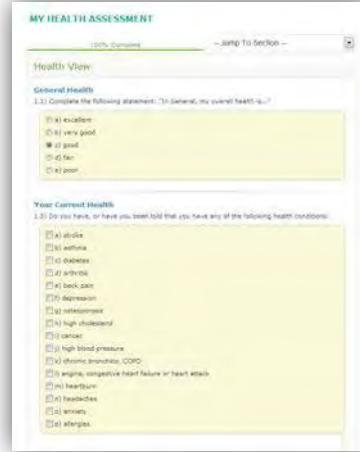 MY HEALTH ASSESSMENT
100% Complete
-- Jump To Section --
Health View
General Health
1.1) Complete the following statement: "In General, my overall health is..."
a) excellent
b) very good
c) good
d) fair
e) poor
Your Current Health
Do you have, or have you been told that you have any of the following health conditions:
a) stroke
b) asthma
c) diabetes
d) arthritis
e) back pain
f) depression
g) osteoporosis
h) high cholesterol
i) cancer
j) high blood pressure
k) chronic bronchitis, COPD
l) angina, congestive heart failure or heart attack
m) heartburn
n) headaches
o) anxiety
p) allergies